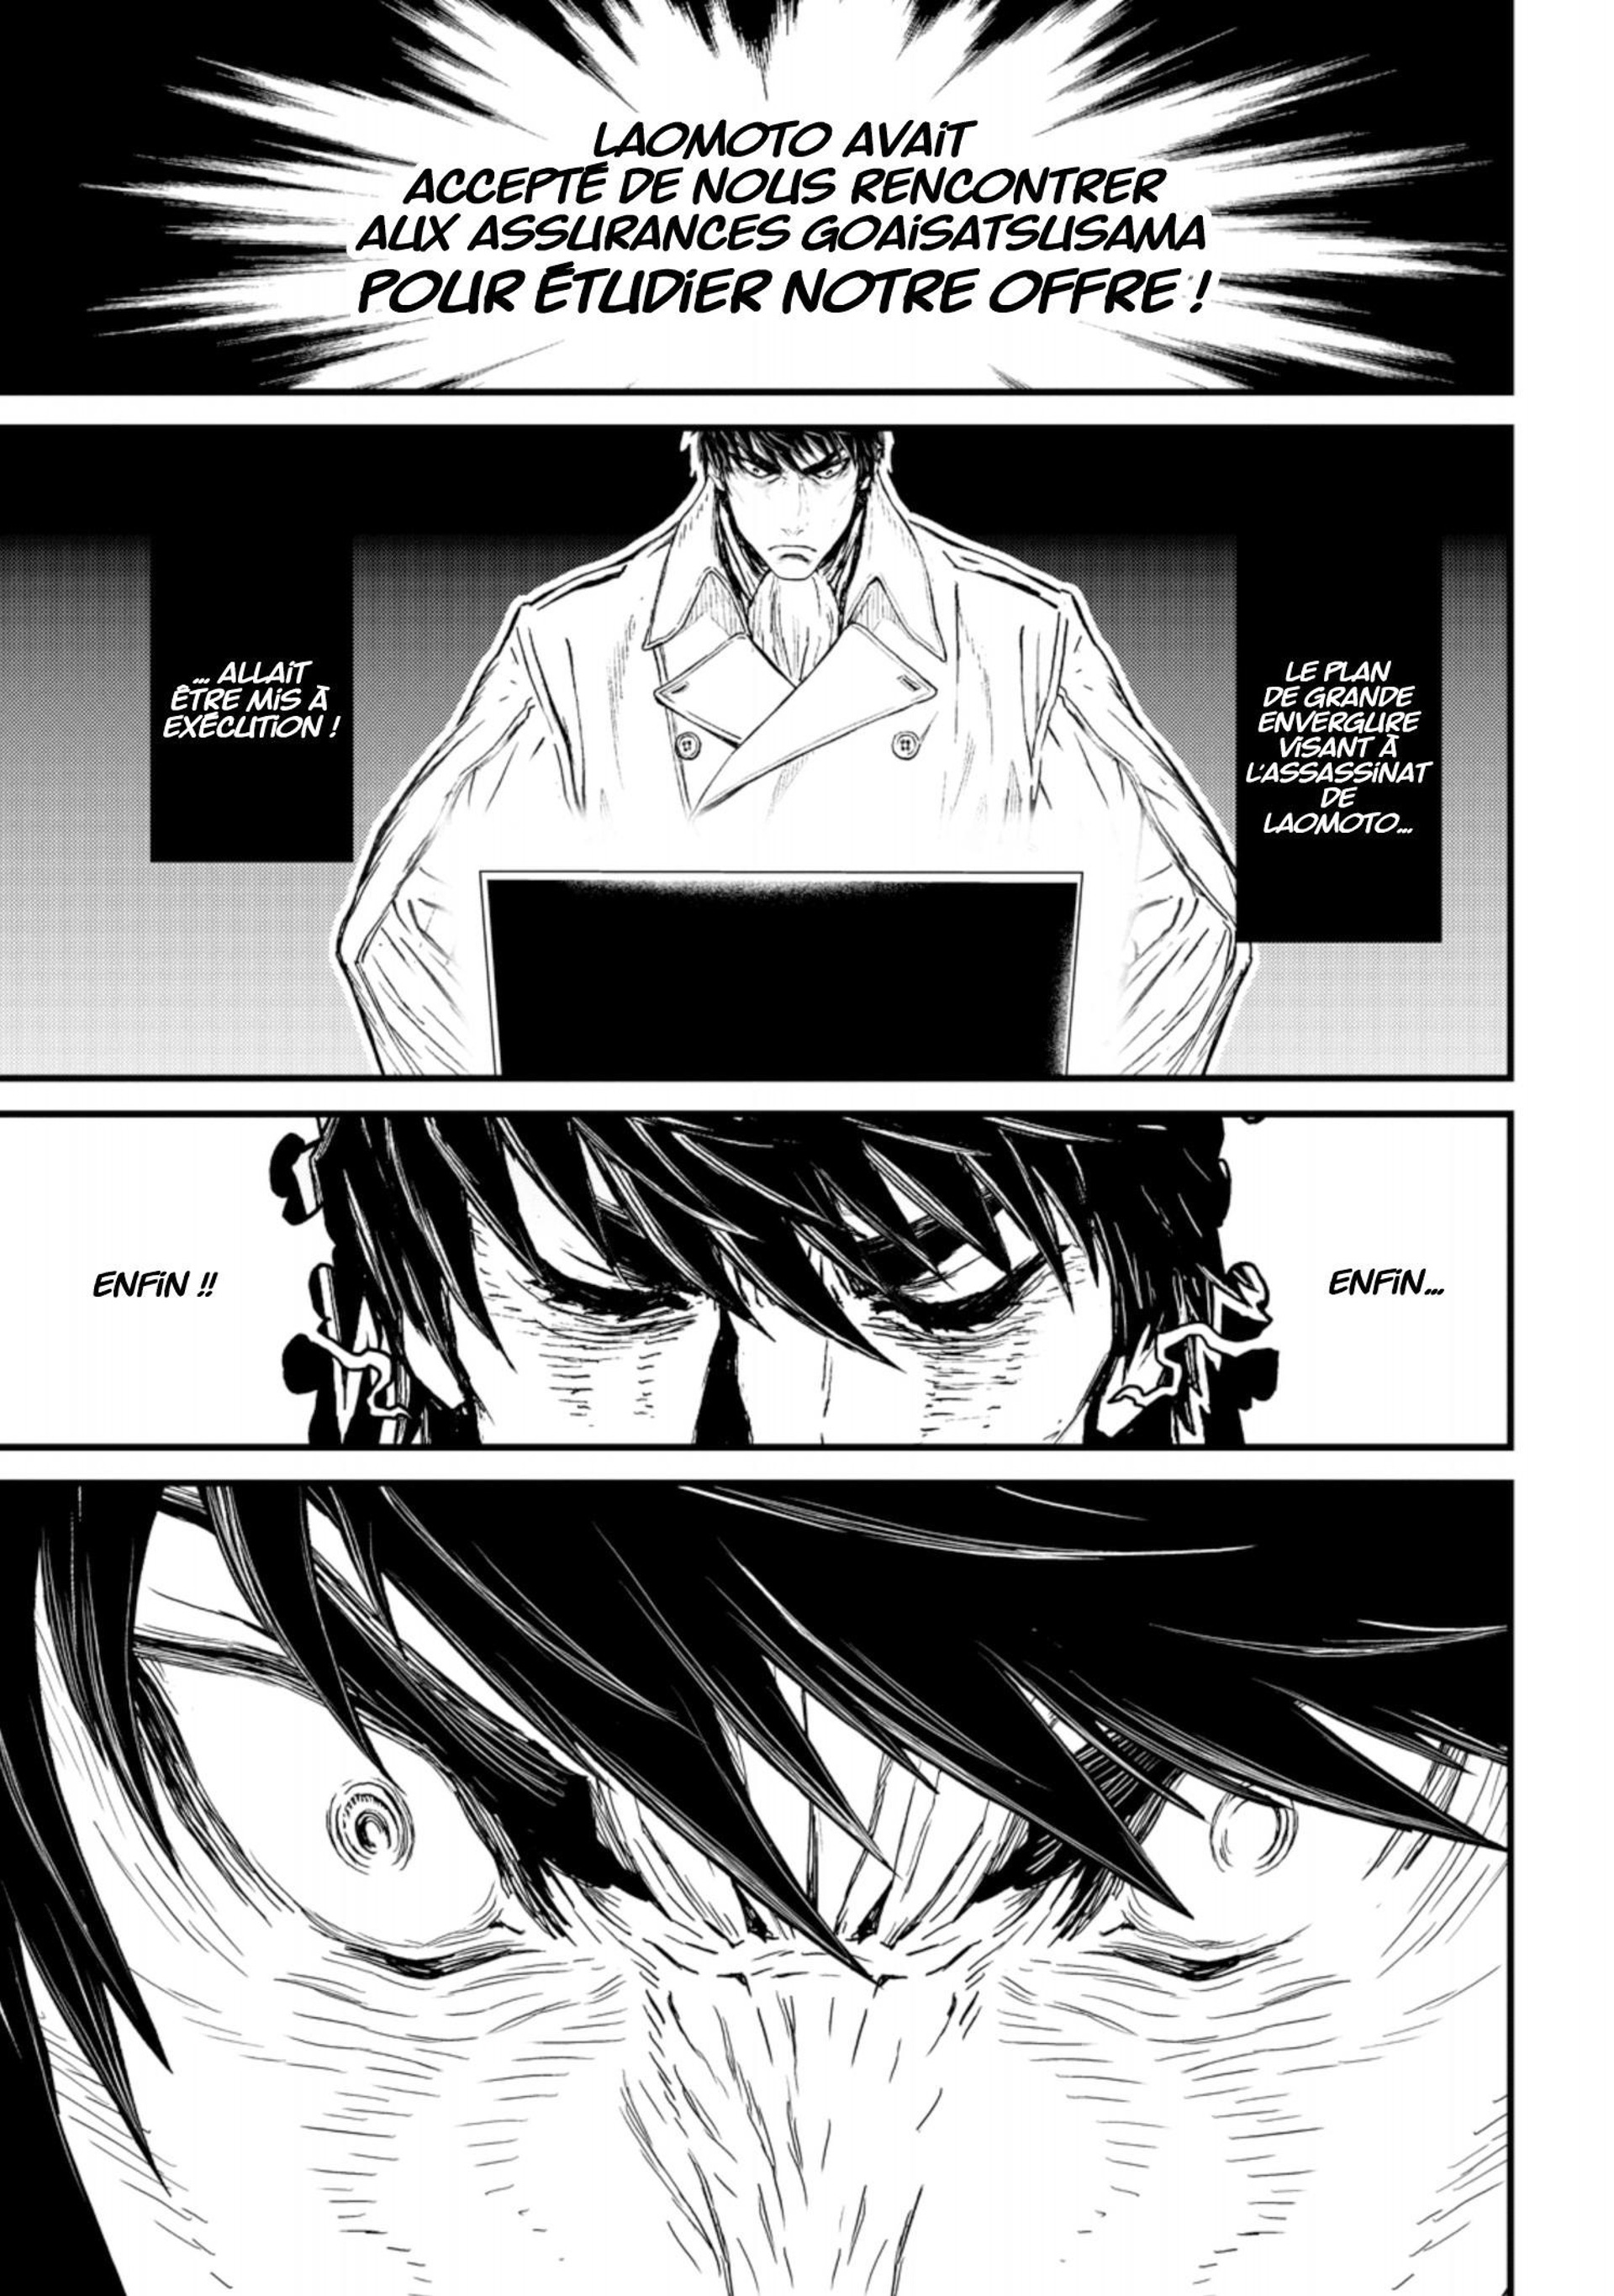 LAOMOTO AVAIT
ACCEPTÉ DE NOUS RENCONTRER
AUX ASSURANCES GOAISATSUSAMA
POUR ÉTUDIER NOTRE OFFRE !
LE PLAN
DE GRANDE
ENVERGURE
VISANT À
L'ASSASSINAT
DE
LAOMOTO...
... ALLAIT
ÊTRE MIS À
EXÉCUTION !
ENFIN...
ENFIN !!